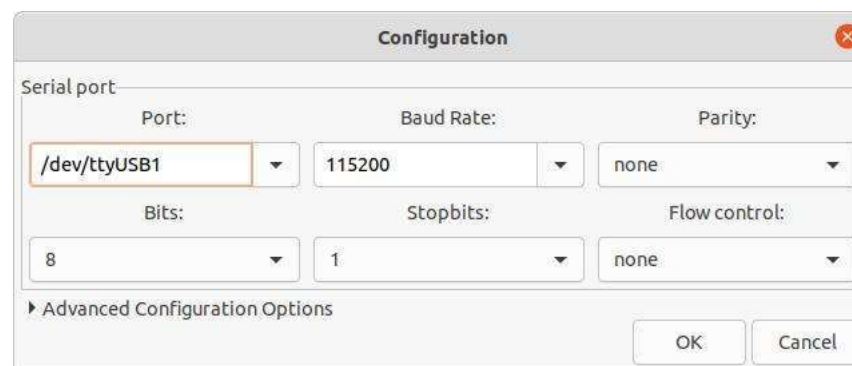 Configuration
Serial port
Port: Baud Rate: Parity:
/dev/ttyUSB1 115200 none
Bits: Stopbits: Flow control:
8 1 none
Advanced Configuration Options
OK Cancel